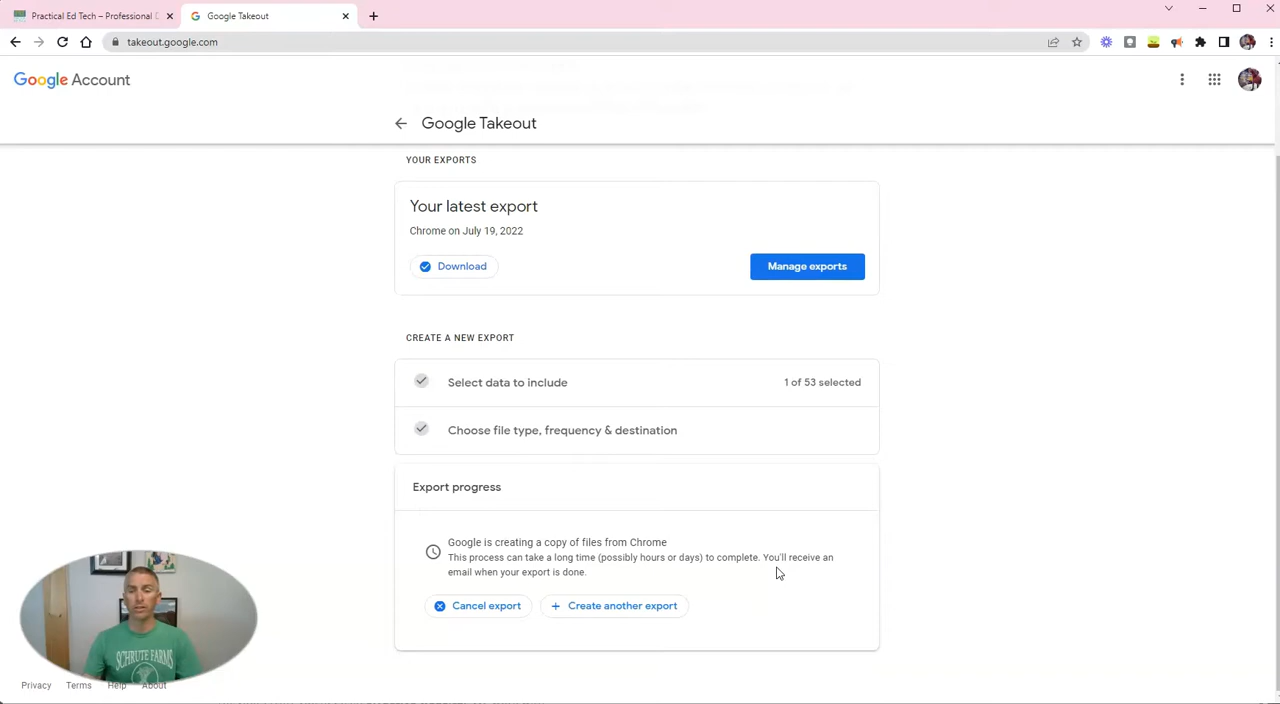 Practical Ed Tech – Professional D
Google Takeout
takeout.google.com
Google Account
Google Takeout
YOUR EXPORTS
Your latest export
Chrome on July 19, 2022
Download
Manage exports
CREATE A NEW EXPORT
Select data to include
1 of 53 selected
Choose file type, frequency & destination
Export progress
Google is creating a copy of files from Chrome
This process can take a long time (possibly hours or days) to complete. You'll receive an
email when your export is done.
Cancel export
Create another export
SCHRUTE FARMS
Privacy Terms Help About